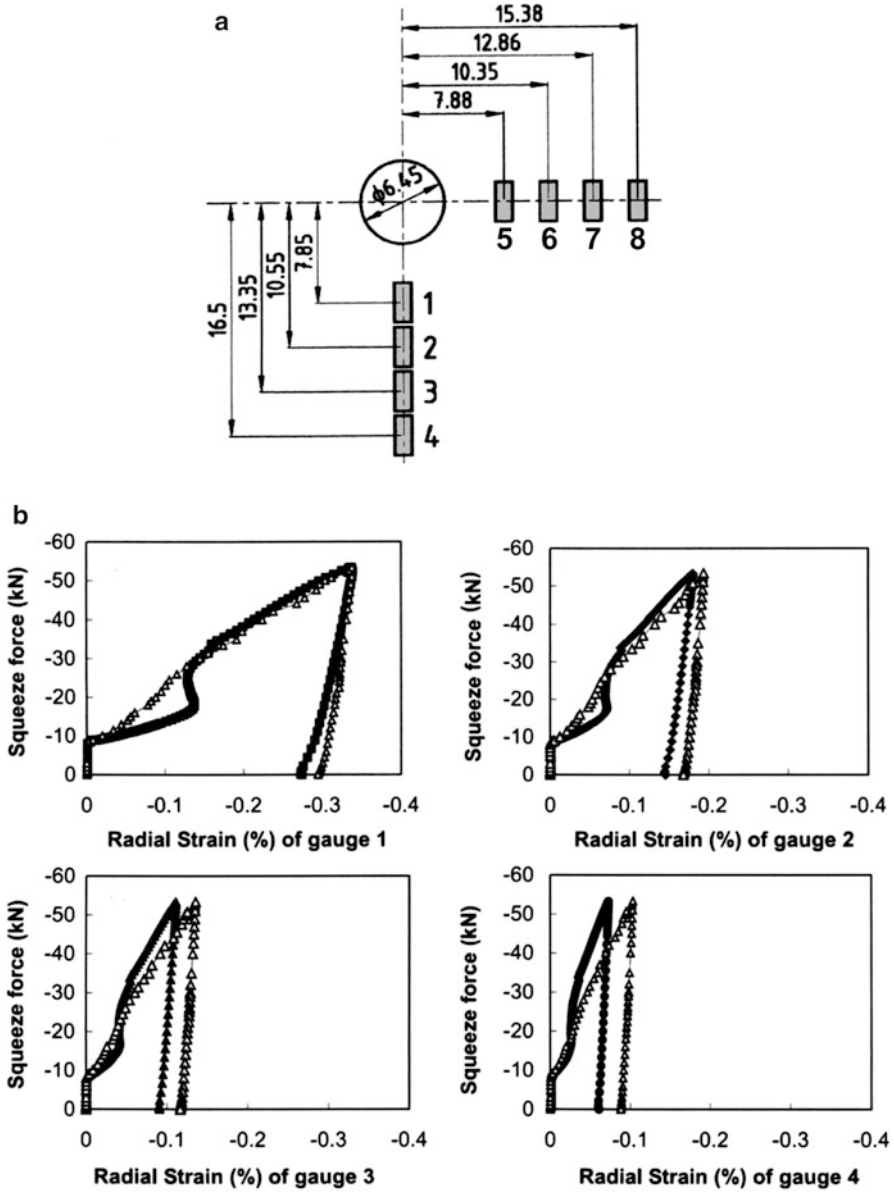 a
15.38
12.86
10.35
7.88
φ6.45
5 6 7 8
16.5
13.35
10.55
7.85
1
2
3
4
b
Squeeze force (kN)
-60
-50
-40
-30
-20
-10
0
0 -0.1 -0.2 -0.3 -0.4
Radial Strain (%) of gauge 1
Squeeze force (kN)
-60
-50
-40
-30
-20
-10
0
0 -0.1 -0.2 -0.3 -0.4
Radial Strain (%) of gauge 2
Squeeze force (kN)
-60
-50
-40
-30
-20
-10
0
0 -0.1 -0.2 -0.3 -0.4
Radial Strain (%) of gauge 3
Squeeze force (kN)
-60
-50
-40
-30
-20
-10
0
0 -0.1 -0.2 -0.3 -0.4
Radial Strain (%) of gauge 4